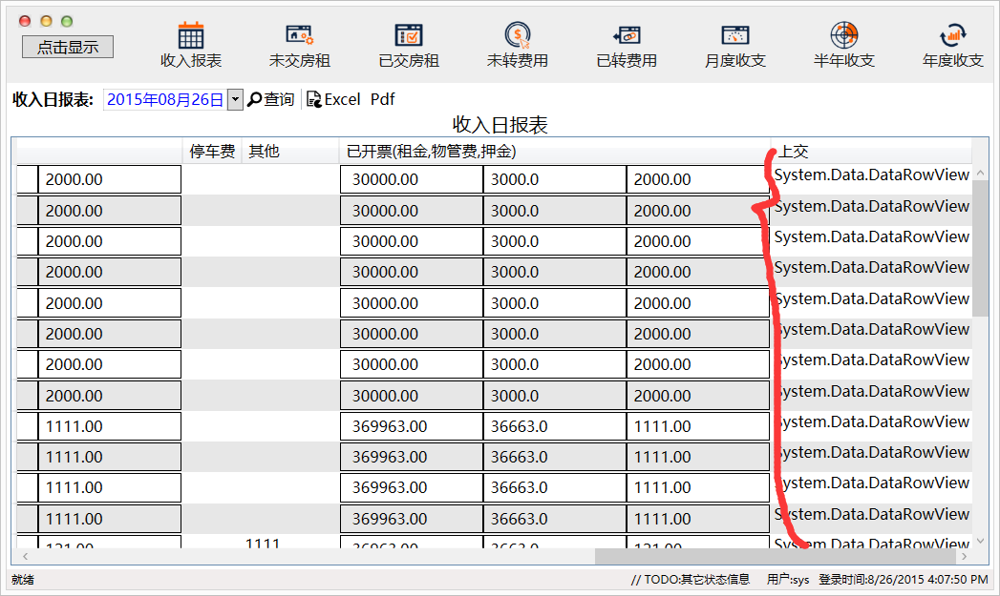 点击显示
收入报表 未交房租 已交房租 未转费用 已转费用 月度收支 半年收支 年度收支
收入日报表: 2015年08月26日 查询 Excel Pdf
收入日报表
停车费 其他 已开票(租金,物管费,押金) 上交
2000.00 30000.00 3000.0 2000.00 System.Data.DataRowView
2000.00 30000.00 3000.0 2000.00 System.Data.DataRowView
2000.00 30000.00 3000.0 2000.00 System.Data.DataRowView
2000.00 30000.00 3000.0 2000.00 System.Data.DataRowView
2000.00 30000.00 3000.0 2000.00 System.Data.DataRowView
2000.00 30000.00 3000.0 2000.00 System.Data.DataRowView
2000.00 30000.00 3000.0 2000.00 System.Data.DataRowView
2000.00 30000.00 3000.0 2000.00 System.Data.DataRowView
1111.00 369963.00 36663.0 1111.00 System.Data.DataRowView
1111.00 369963.00 36663.0 1111.00 System.Data.DataRowView
1111.00 369963.00 36663.0 1111.00 System.Data.DataRowView
1111.00 369963.00 36663.0 1111.00 System.Data.DataRowView
121.00 1111 36963.00 3663.0 121.00 System.Data.DataRowView
就绪 // TODO:其它状态信息 用户:sys 登录时间:8/26/2015 4:07:50 PM